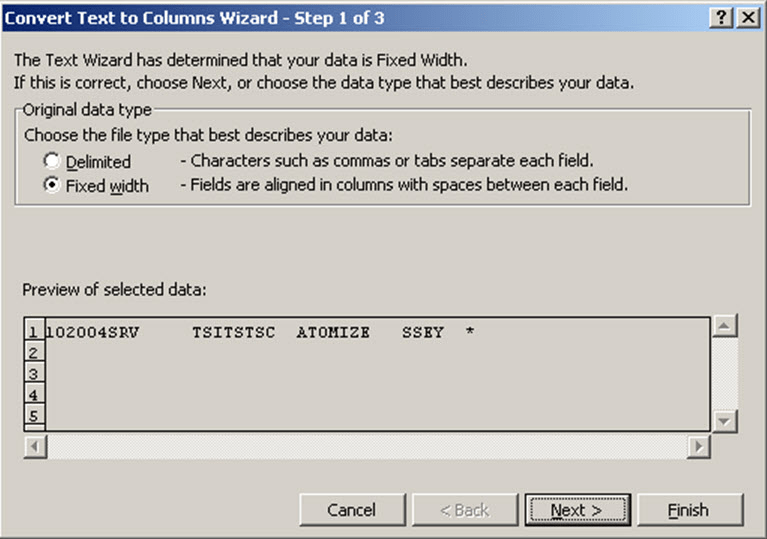 Convert Text to Columns Wizard - Step 1 of 3 ? X
The Text Wizard has determined that your data is Fixed Width.
If this is correct, choose Next, or choose the data type that best describes your data.
Original data type
Choose the file type that best describes your data:
Delimited - Characters such as commas or tabs separate each field.
Fixed width - Fields are aligned in columns with spaces between each field.
Preview of selected data:
1 102004SRV TSITSTSC ATOMIZE SSEY *
2
3
4
5
Cancel < Back Next > Finish